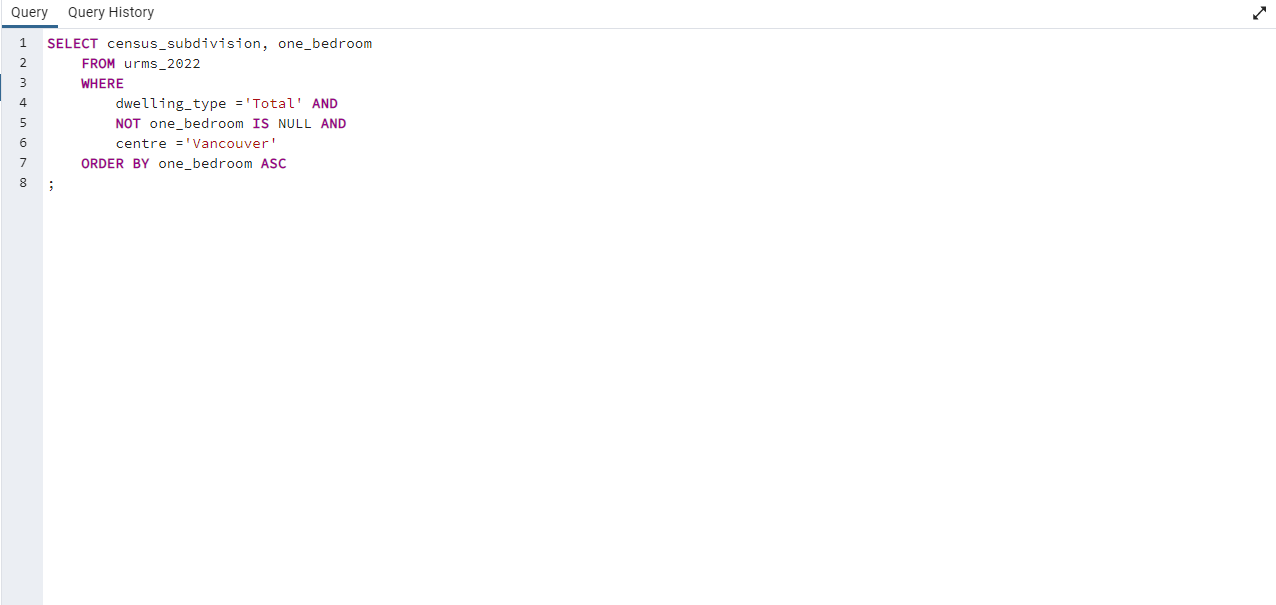 Query Query History
1 SELECT census_subdivision, one_bedroom
2 FROM urms_2022
3 WHERE
4 dwelling_type ='Total' AND
5 NOT one_bedroom IS NULL AND
6 centre ='Vancouver'
7 ORDER BY one_bedroom ASC
8 ;